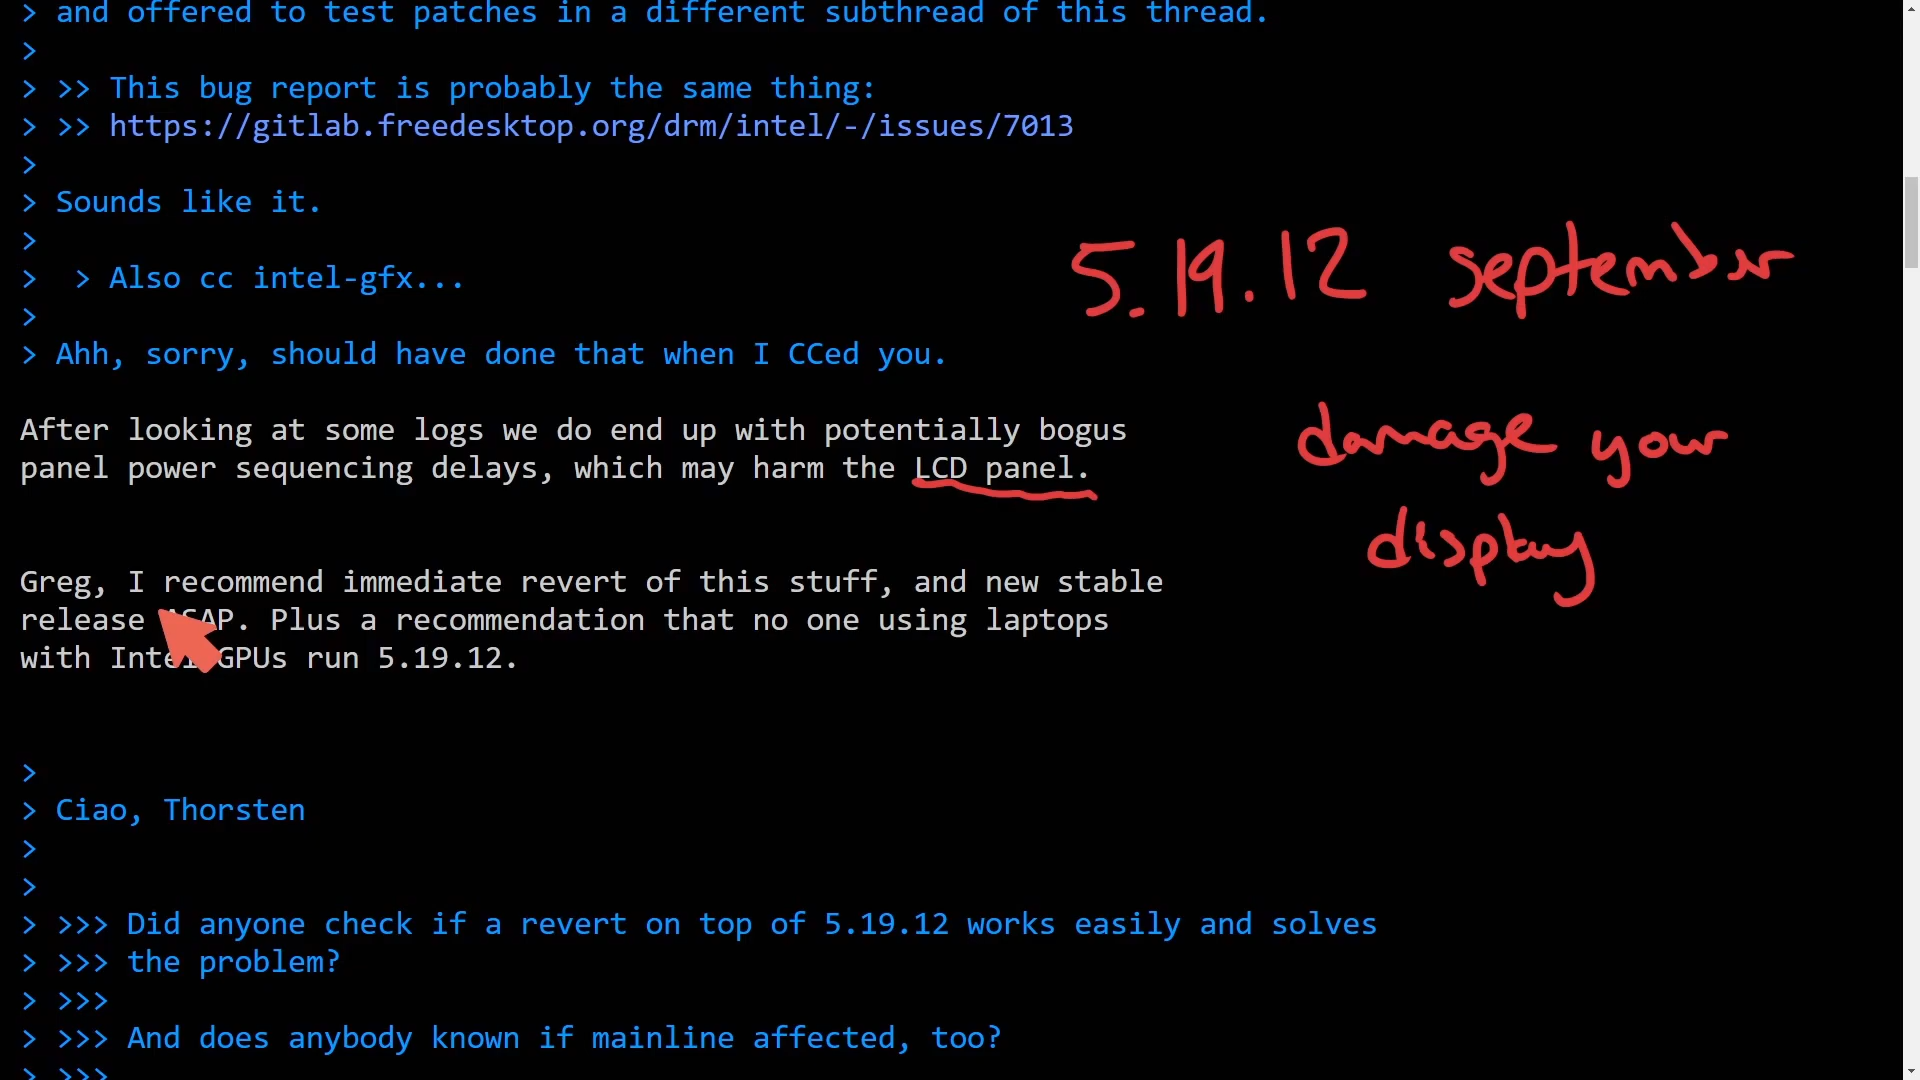 > and offered to test patches in a different subthread of this thread.
>
> >> This bug report is probably the same thing:
> >> https://gitlab.freedesktop.org/drm/intel/-/issues/7013
>
> Sounds like it.
>
>  > Also cc intel-gfx...
>
> Ahh, sorry, should have done that when I CCed you.
5.19.12 september
After looking at some logs we do end up with potentially bogus
panel power sequencing delays, which may harm the LCD panel.
damage your
display
Greg, I recommend immediate revert of this stuff, and new stable
release ASAP. Plus a recommendation that no one using laptops
with Intel GPUs run 5.19.12.
>
> Ciao, Thorsten
>
>
> >>> Did anyone check if a revert on top of 5.19.12 works easily and solves
> >>> the problem?
> >>>
> >>> And does anybody known if mainline affected, too?
> >>>